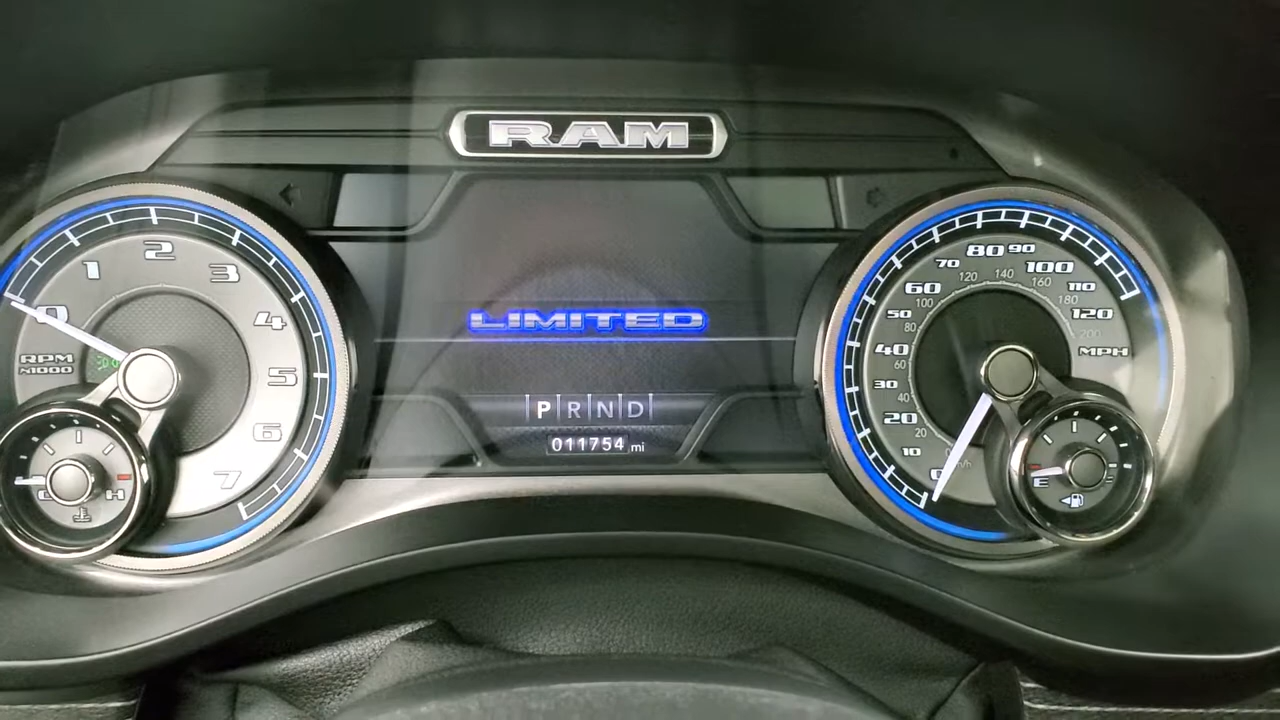 RAM
LIMITED
P R N D
011754 mi
0 1 2 3 4 5 6 7
RPM
X1000
C H
0 10 20 30 40 50 60 70 80 90 100 110 120
MPH
20 40 60 80 100 120 140 160 180 200
E